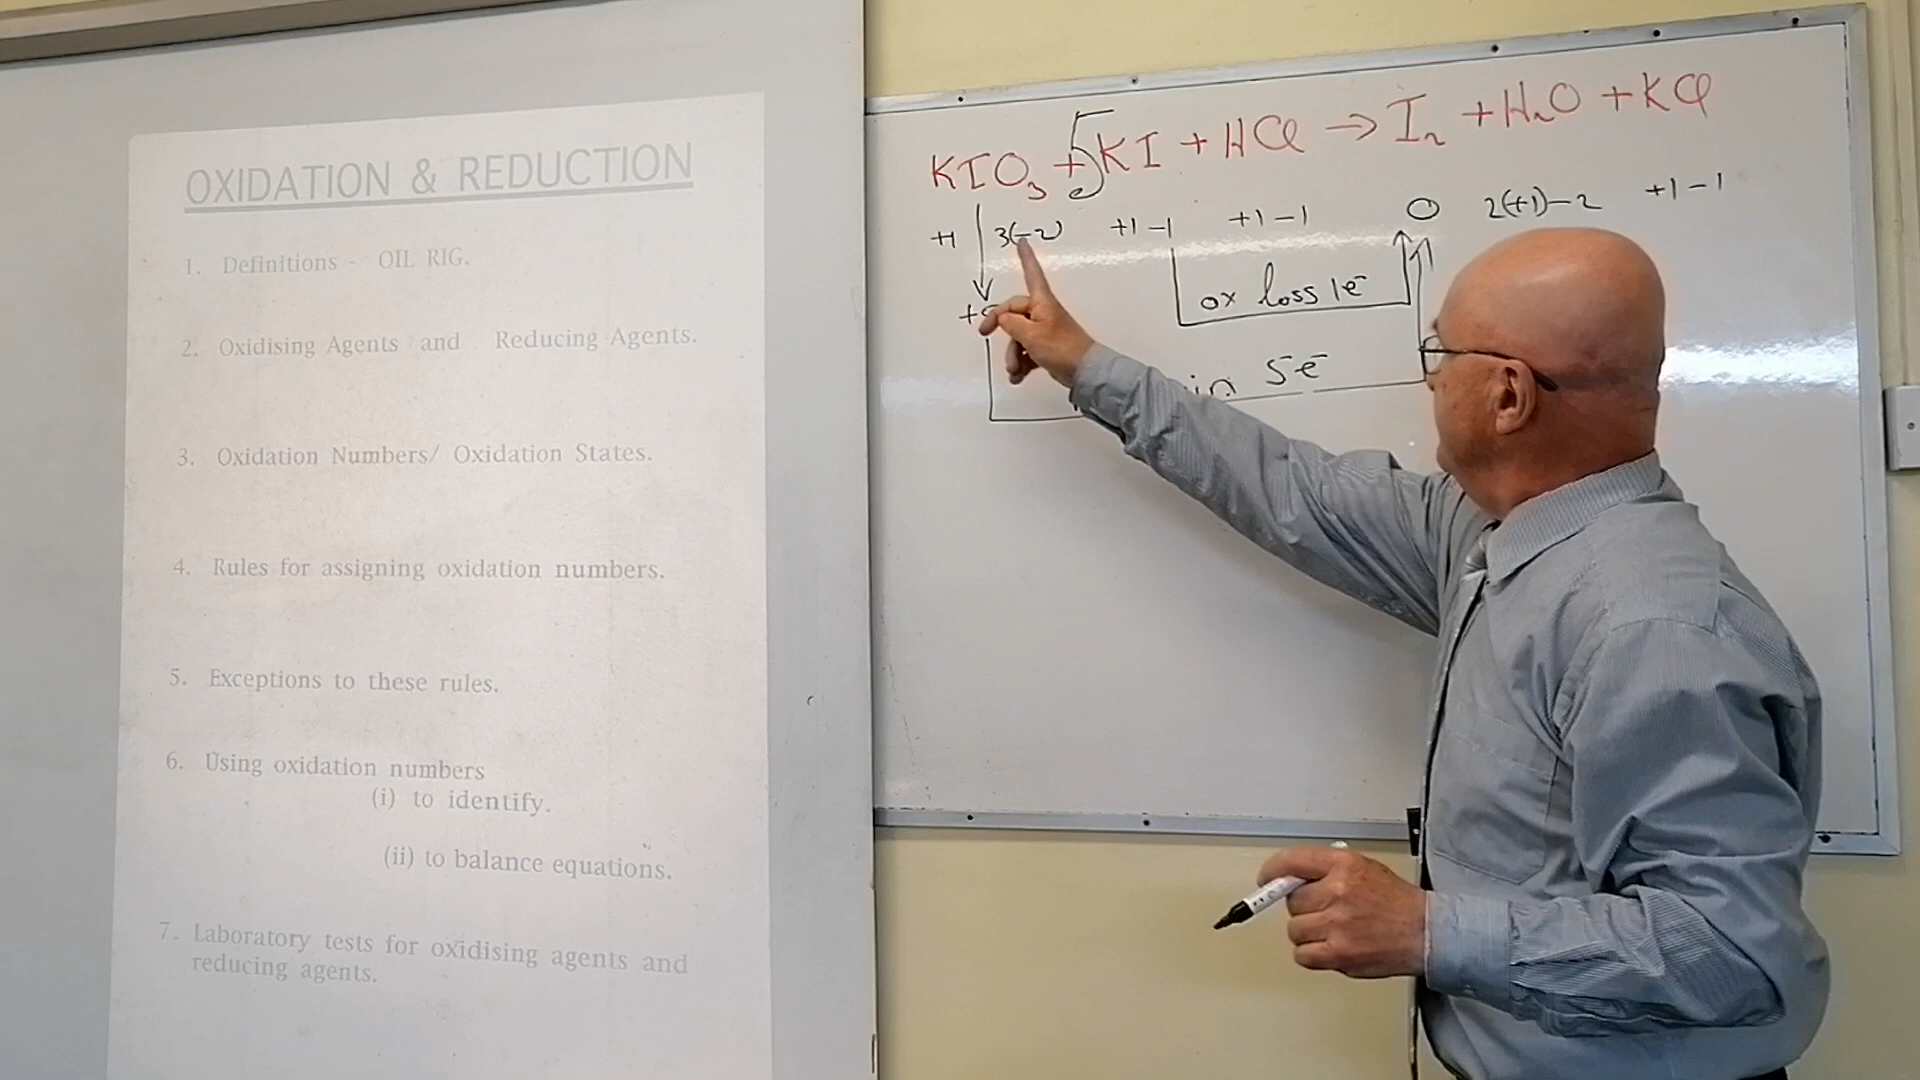 OXIDATION & REDUCTION
1. Definitions - OIL RIG.
2. Oxidising Agents and Reducing Agents.
3. Oxidation Numbers/ Oxidation States.
4. Rules for assigning oxidation numbers.
5. Exceptions to these rules.
6. Using oxidation numbers
(i) to identify.
(ii) to balance equations.
7. Laboratory tests for oxidising agents and
reducing agents.
KIO₃ + 5KI + HCl → I₂ + H₂O + KCl
+1 3(-2) +1 -1 +1 -1 0 2(+1)-2 +1 -1
ox loss 1e⁻
5e⁻